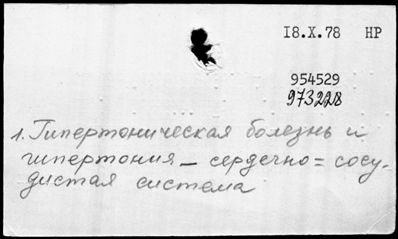 18.X.78 НР
954529
973228
1. Гипертоническая болезнь и
гипертония — сердечно=сосу-
дистая система